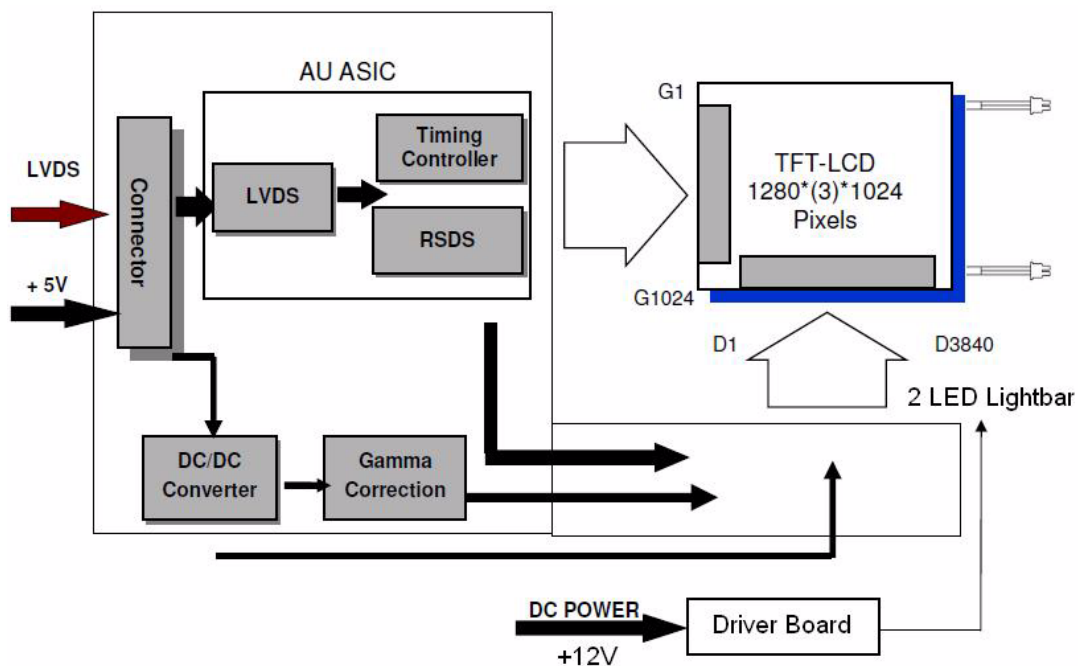 AU ASIC
LVDS
+ 5V
Connector
LVDS
Timing
Controller
RSDS
G1
TFT-LCD
1280*(3)*1024
Pixels
G1024
D1
D3840
2 LED Lightbar
DC/DC
Converter
Gamma
Correction
DC POWER
+12V
Driver Board